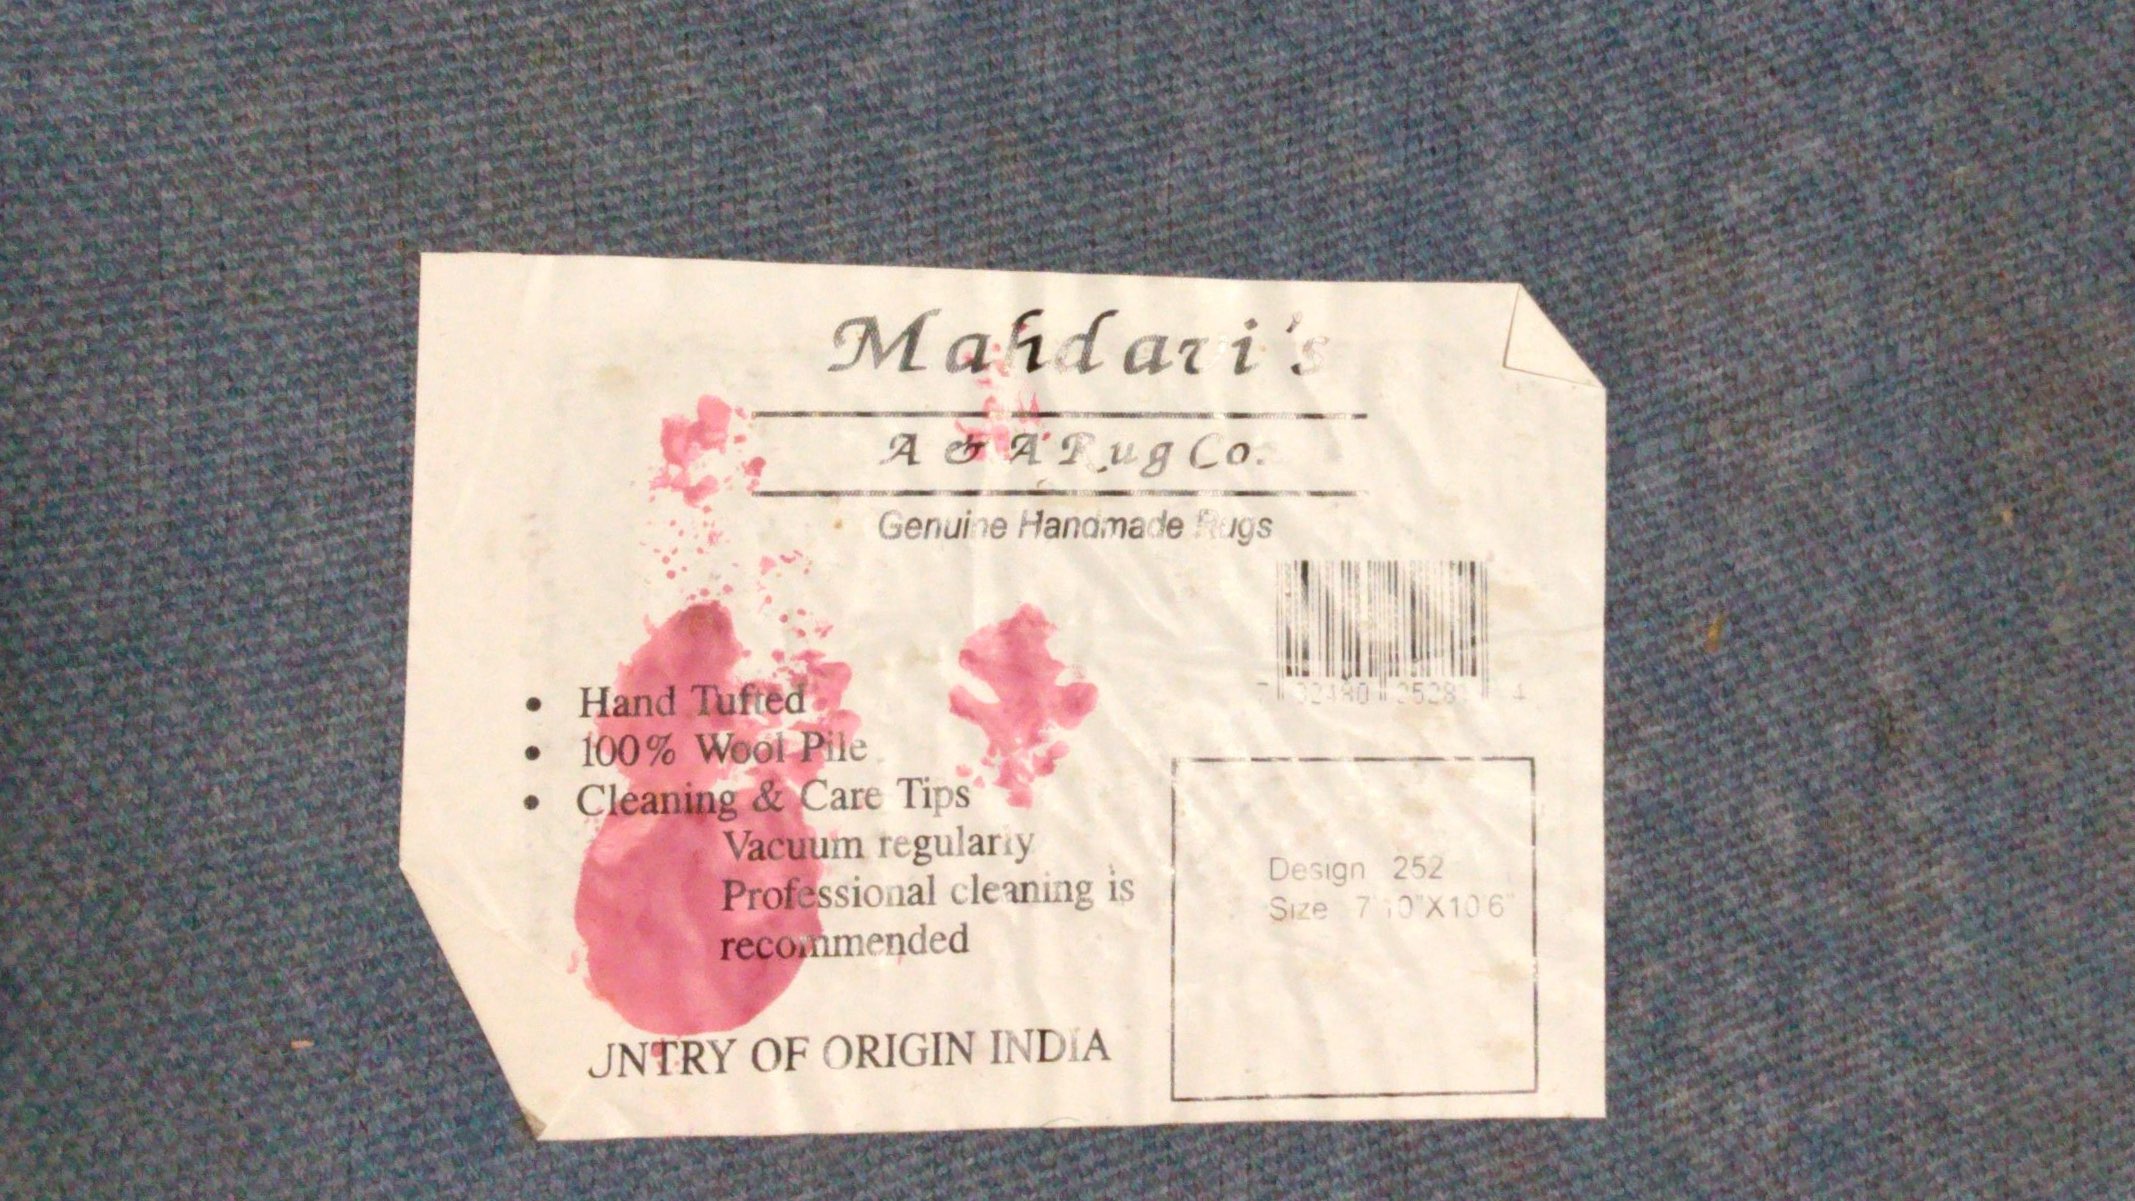 Mahdavi's
A & A Rug Co.
Genuine Handmade Rugs
• Hand Tufted
• 100% Wool Pile
• Cleaning & Care Tips
Vacuum regularly
Professional cleaning is
recommended
Design 252
Size 7'10"X10'6"
UNTRY OF ORIGIN INDIA